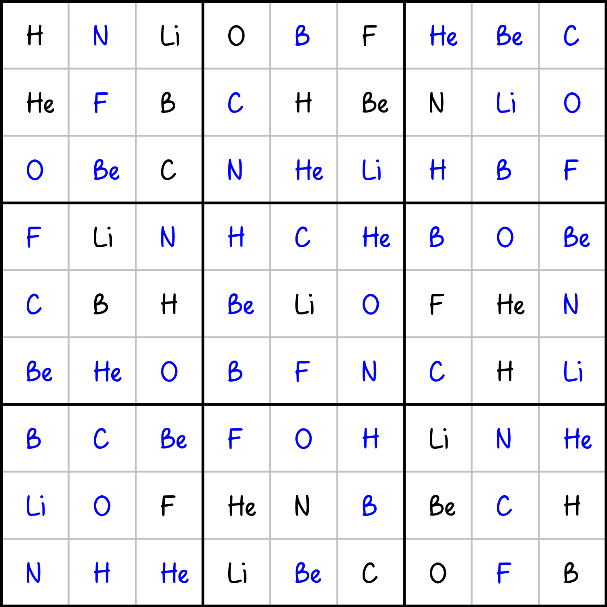 H N Li O B F He Be C
He F B C H Be N Li O
O Be C N He Li H B F
F Li N H C He B O Be
C B H Be Li O F He N
Be He O B F N C H Li
B C Be F O H Li N He
Li O F He N B Be C H
N H He Li Be C O F B